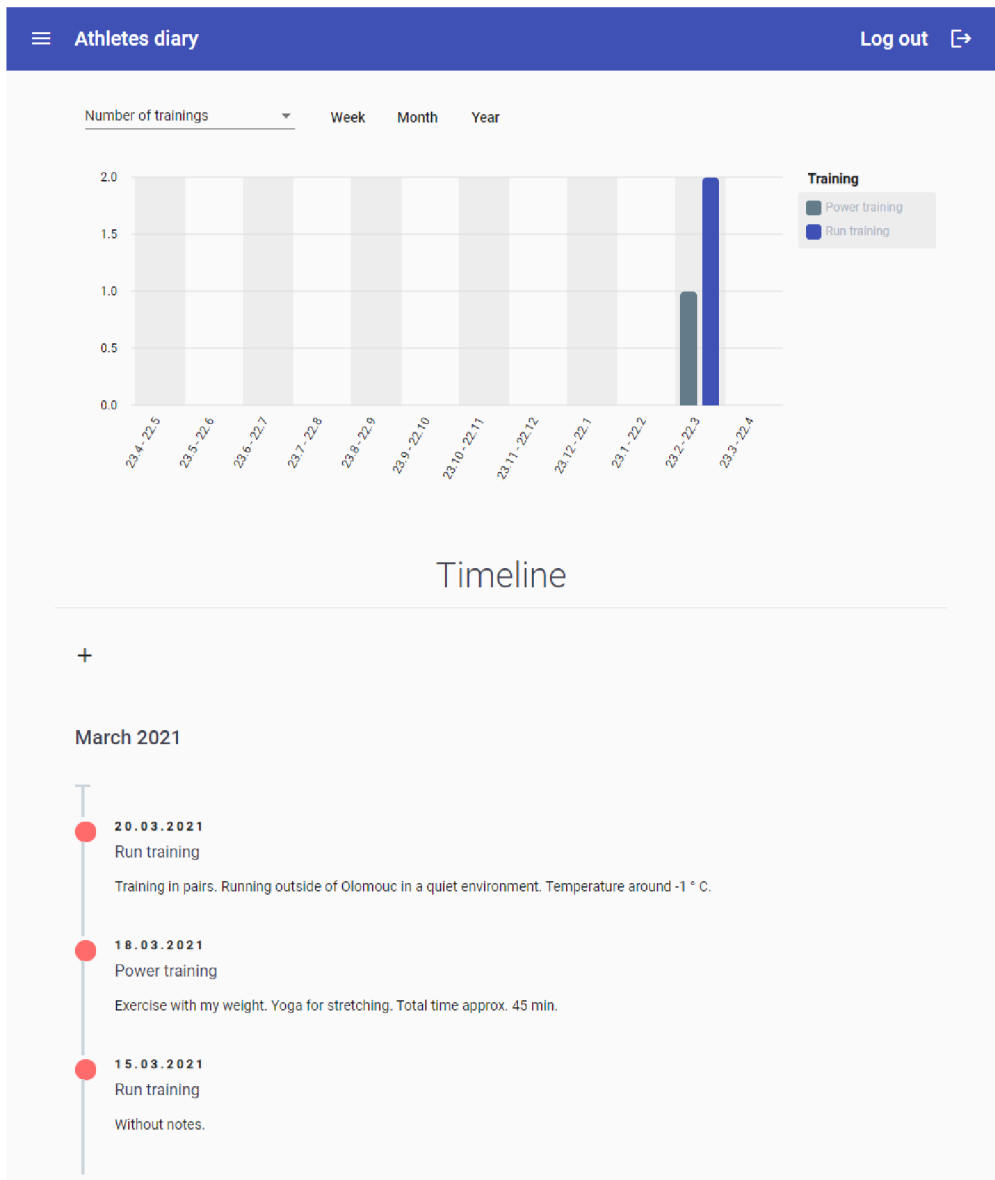 Athletes diary
Log out
Number of trainings
Week
Month
Year
2.0
1.5
1.0
0.5
0.0
23.4 - 22.5
23.5 - 22.6
23.6 - 22.7
23.7 - 22.8
23.8 - 22.9
23.9 - 22.10
23.10 - 22.11
23.11 - 22.12
23.12 - 22.1
23.1 - 22.2
23.2 - 22.3
23.3 - 22.4
Training
Power training
Run training
Timeline
+
March 2021
20.03.2021
Run training
Training in pairs. Running outside of Olomouc in a quiet environment. Temperature around -1 ° C.
18.03.2021
Power training
Exercise with my weight. Yoga for stretching. Total time approx. 45 min.
15.03.2021
Run training
Without notes.